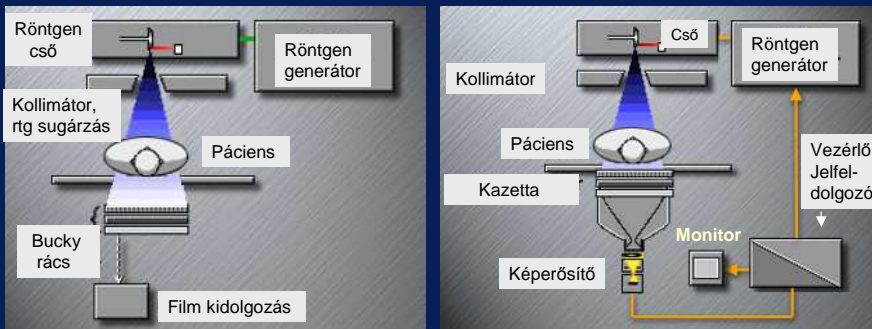 Röntgen
cső
Röntgen
generátor
Kollimátor,
rtg sugárzás
Páciens
Bucky
rács
Film kidolgozás
Cső
Röntgen
generátor
Kollimátor
Páciens
Kazetta
Vezérlő
Jelfel-
dolgozó
Monitor
Képerősítő